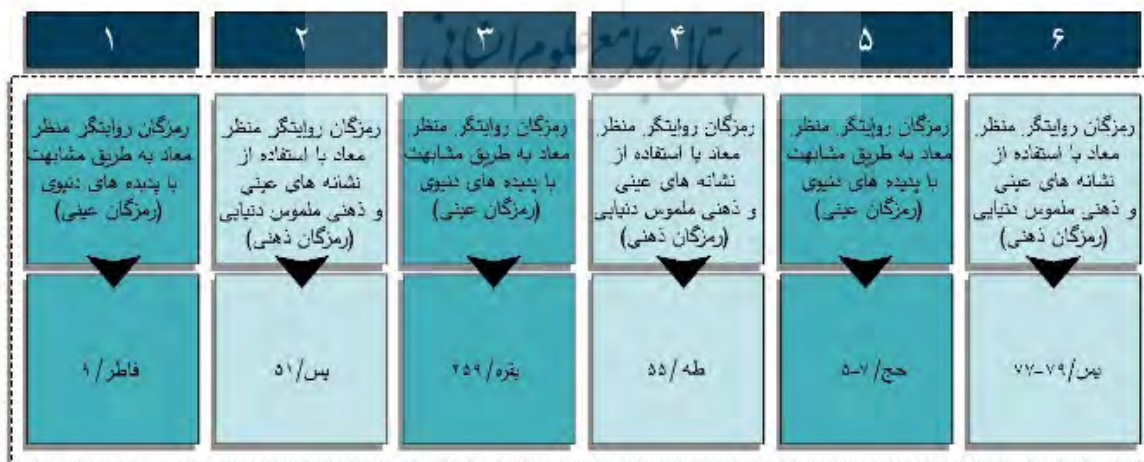 ۱
۲
۳
۴
۵
۶
پرتال جامع علوم انسانی
رمزگان روایتگر منظر
معاد به طریق مشابهت
با پدیده های دنیوی
(رمزگان عینی)
رمزگان روایتگر منظر
معاد با استفاده از
نشانه های عینی
و ذهنی ملموس دنیایی
(رمزگان ذهنی)
رمزگان روایتگر منظر
معاد به طریق مشابهت
با پدیده های دنیوی
(رمزگان عینی)
رمزگان روایتگر منظر
معاد با استفاده از
نشانه های عینی
و ذهنی ملموس دنیایی
(رمزگان ذهنی)
رمزگان روایتگر منظر
معاد به طریق مشابهت
با پدیده های دنیوی
(رمزگان عینی)
رمزگان روایتگر منظر
معاد با استفاده از
نشانه های عینی
و ذهنی ملموس دنیایی
(رمزگان ذهنی)
فاطر/۹
یس/۵۱
بقره/۲۵۹
طه/۵۵
حج/۷-۵
یس/۷۹-۷۷